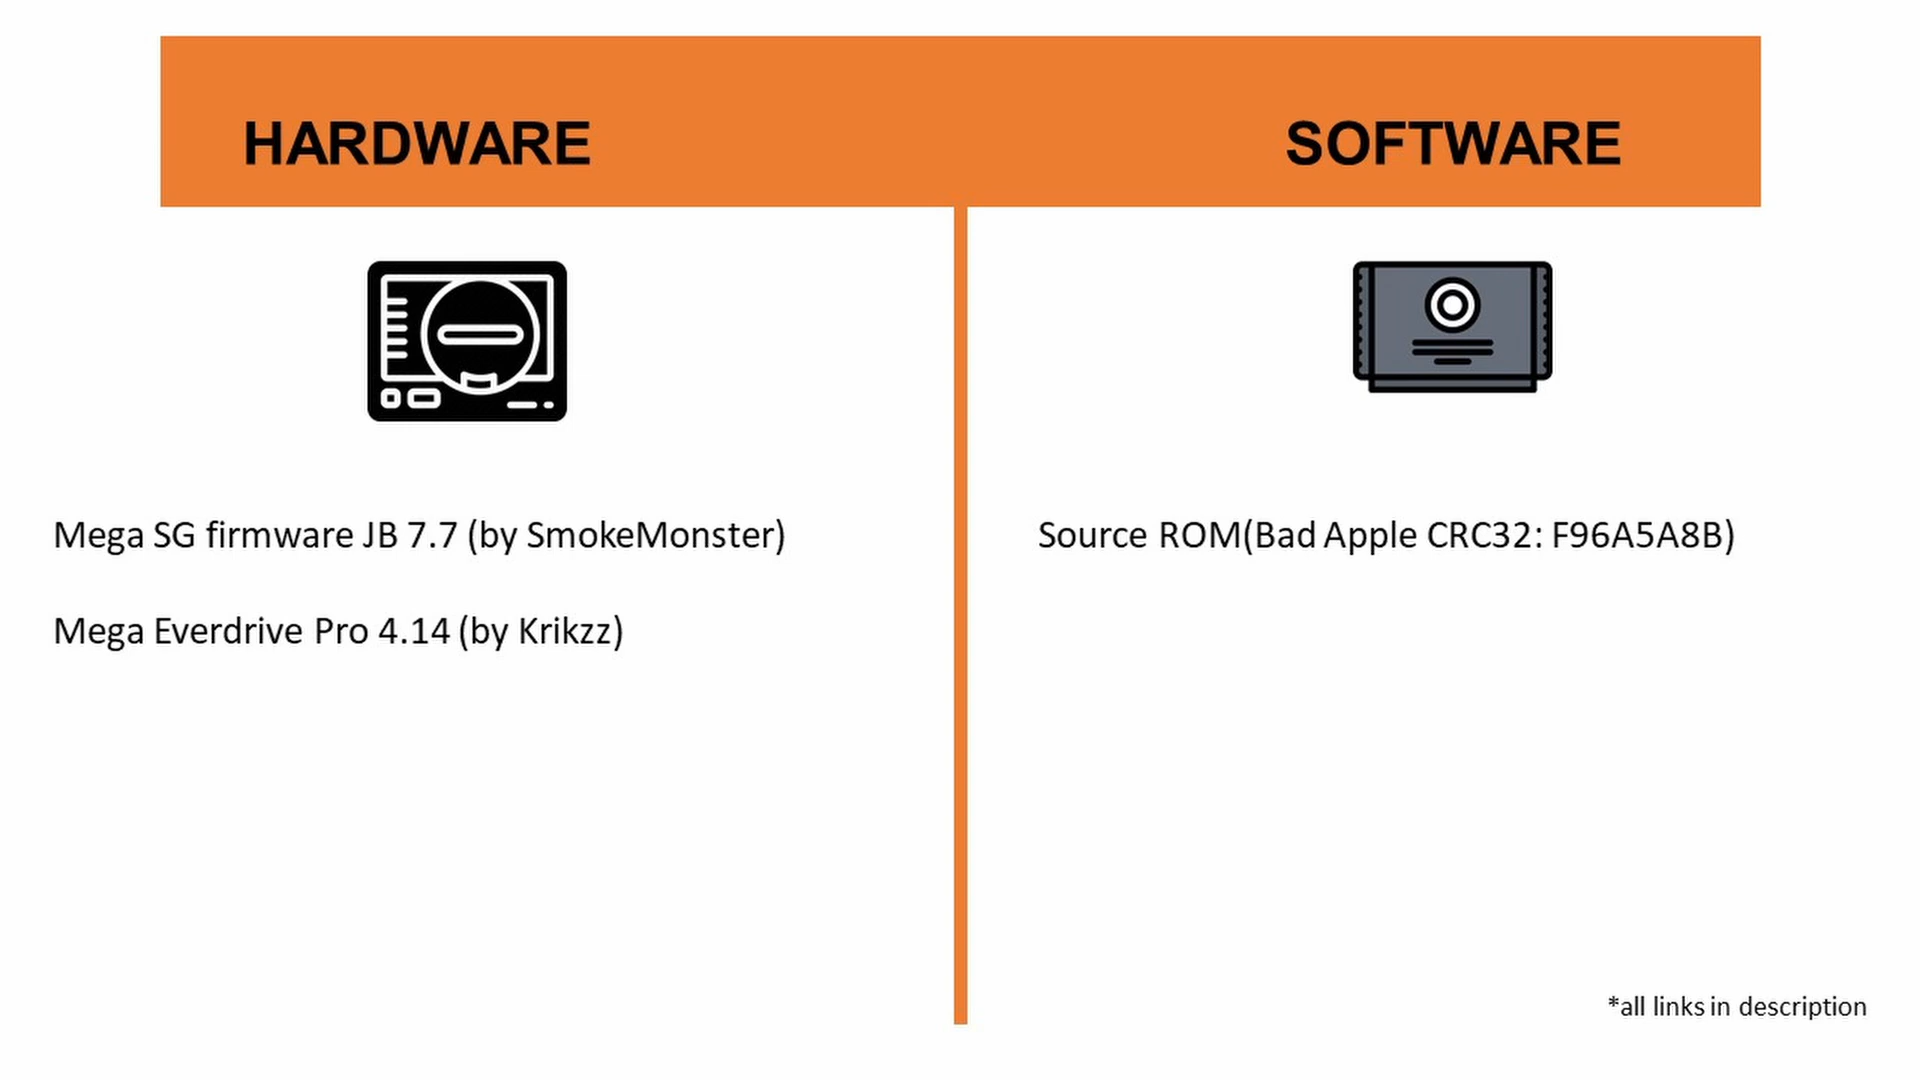 HARDWARE
SOFTWARE
Mega SG firmware JB 7.7 (by SmokeMonster)
Mega Everdrive Pro 4.14 (by Krikzz)
Source ROM(Bad Apple CRC32: F96A5A8B)
*all links in description